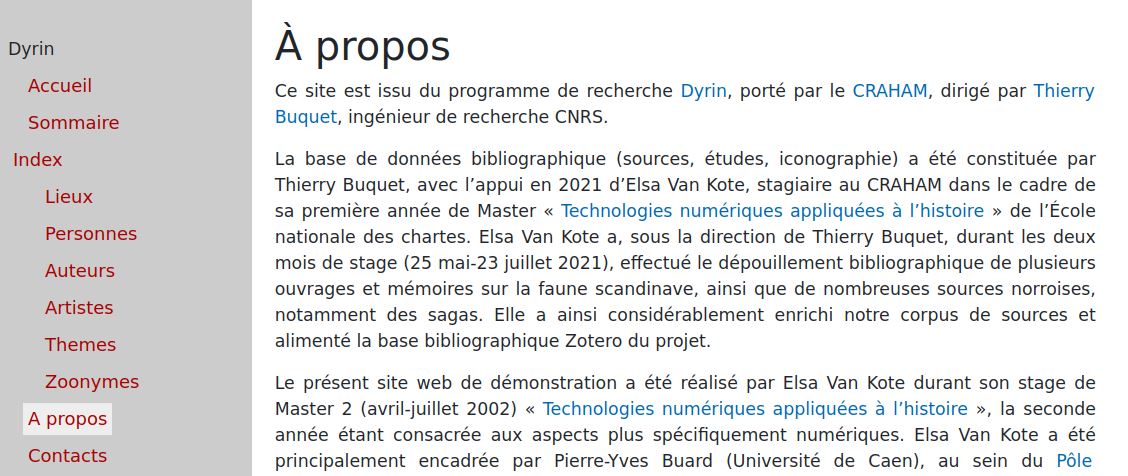 Dyrin
Accueil
Sommaire
Index
Lieux
Personnes
Auteurs
Artistes
Themes
Zoonymes
A propos
Contacts
À propos
Ce site est issu du programme de recherche Dyrin, porté par le CRAHAM, dirigé par Thierry
Buquet, ingénieur de recherche CNRS.
La base de données bibliographique (sources, études, iconographie) a été constituée par
Thierry Buquet, avec l’appui en 2021 d’Elsa Van Kote, stagiaire au CRAHAM dans le cadre de
sa première année de Master « Technologies numériques appliquées à l’histoire » de l’École
nationale des chartes. Elsa Van Kote a, sous la direction de Thierry Buquet, durant les deux
mois de stage (25 mai-23 juillet 2021), effectué le dépouillement bibliographique de plusieurs
ouvrages et mémoires sur la faune scandinave, ainsi que de nombreuses sources norroises,
notamment des sagas. Elle a ainsi considérablement enrichi notre corpus de sources et
alimenté la base bibliographique Zotero du projet.
Le présent site web de démonstration a été réalisé par Elsa Van Kote durant son stage de
Master 2 (avril-juillet 2002) « Technologies numériques appliquées à l’histoire », la seconde
année étant consacrée aux aspects plus spécifiquement numériques. Elsa Van Kote a été
principalement encadrée par Pierre-Yves Buard (Université de Caen), au sein du Pôle